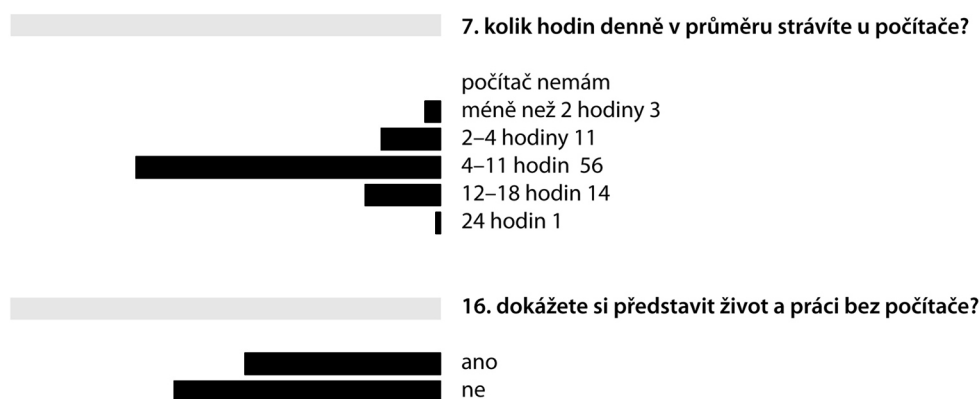 7. kolik hodin denně v průměru strávíte u počítače?
počítač nemám
méně než 2 hodiny 3
2–4 hodiny 11
4–11 hodin  56
12–18 hodin 14
24 hodin 1
16. dokážete si představit život a práci bez počítače?
ano
ne